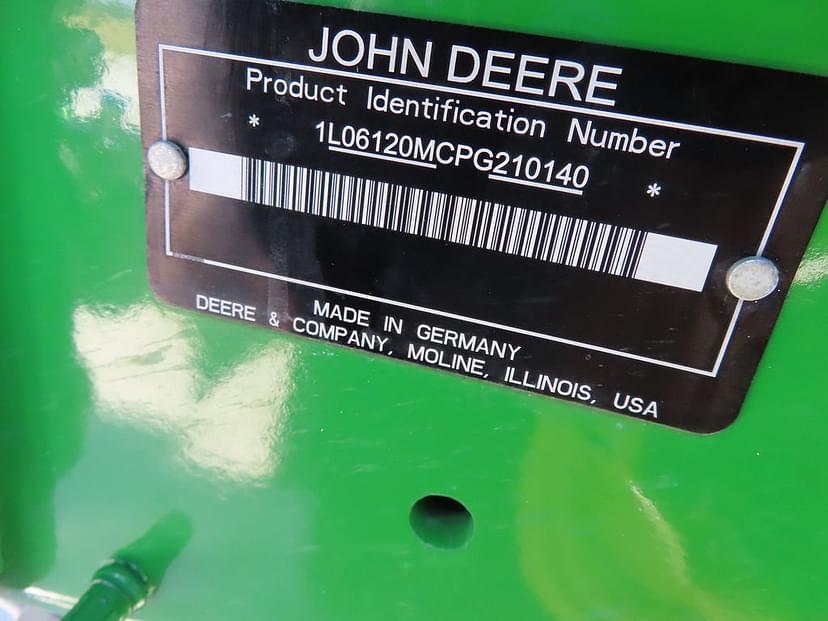 JOHN DEERE
Product Identification Number
* 1L06120MCPG210140 *
MADE IN GERMANY
DEERE & COMPANY, MOLINE, ILLINOIS, USA